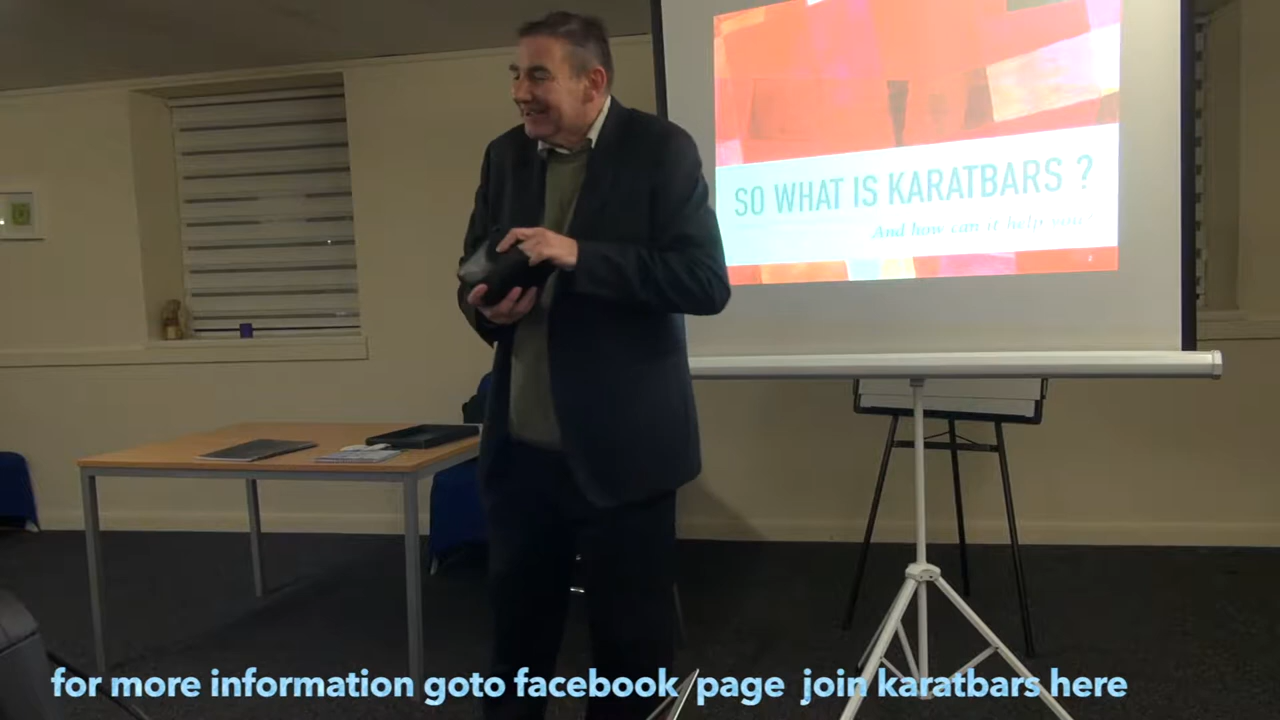 SO WHAT IS KARATBARS ?
And how can it help you?
for more information goto facebook page join karatbars here